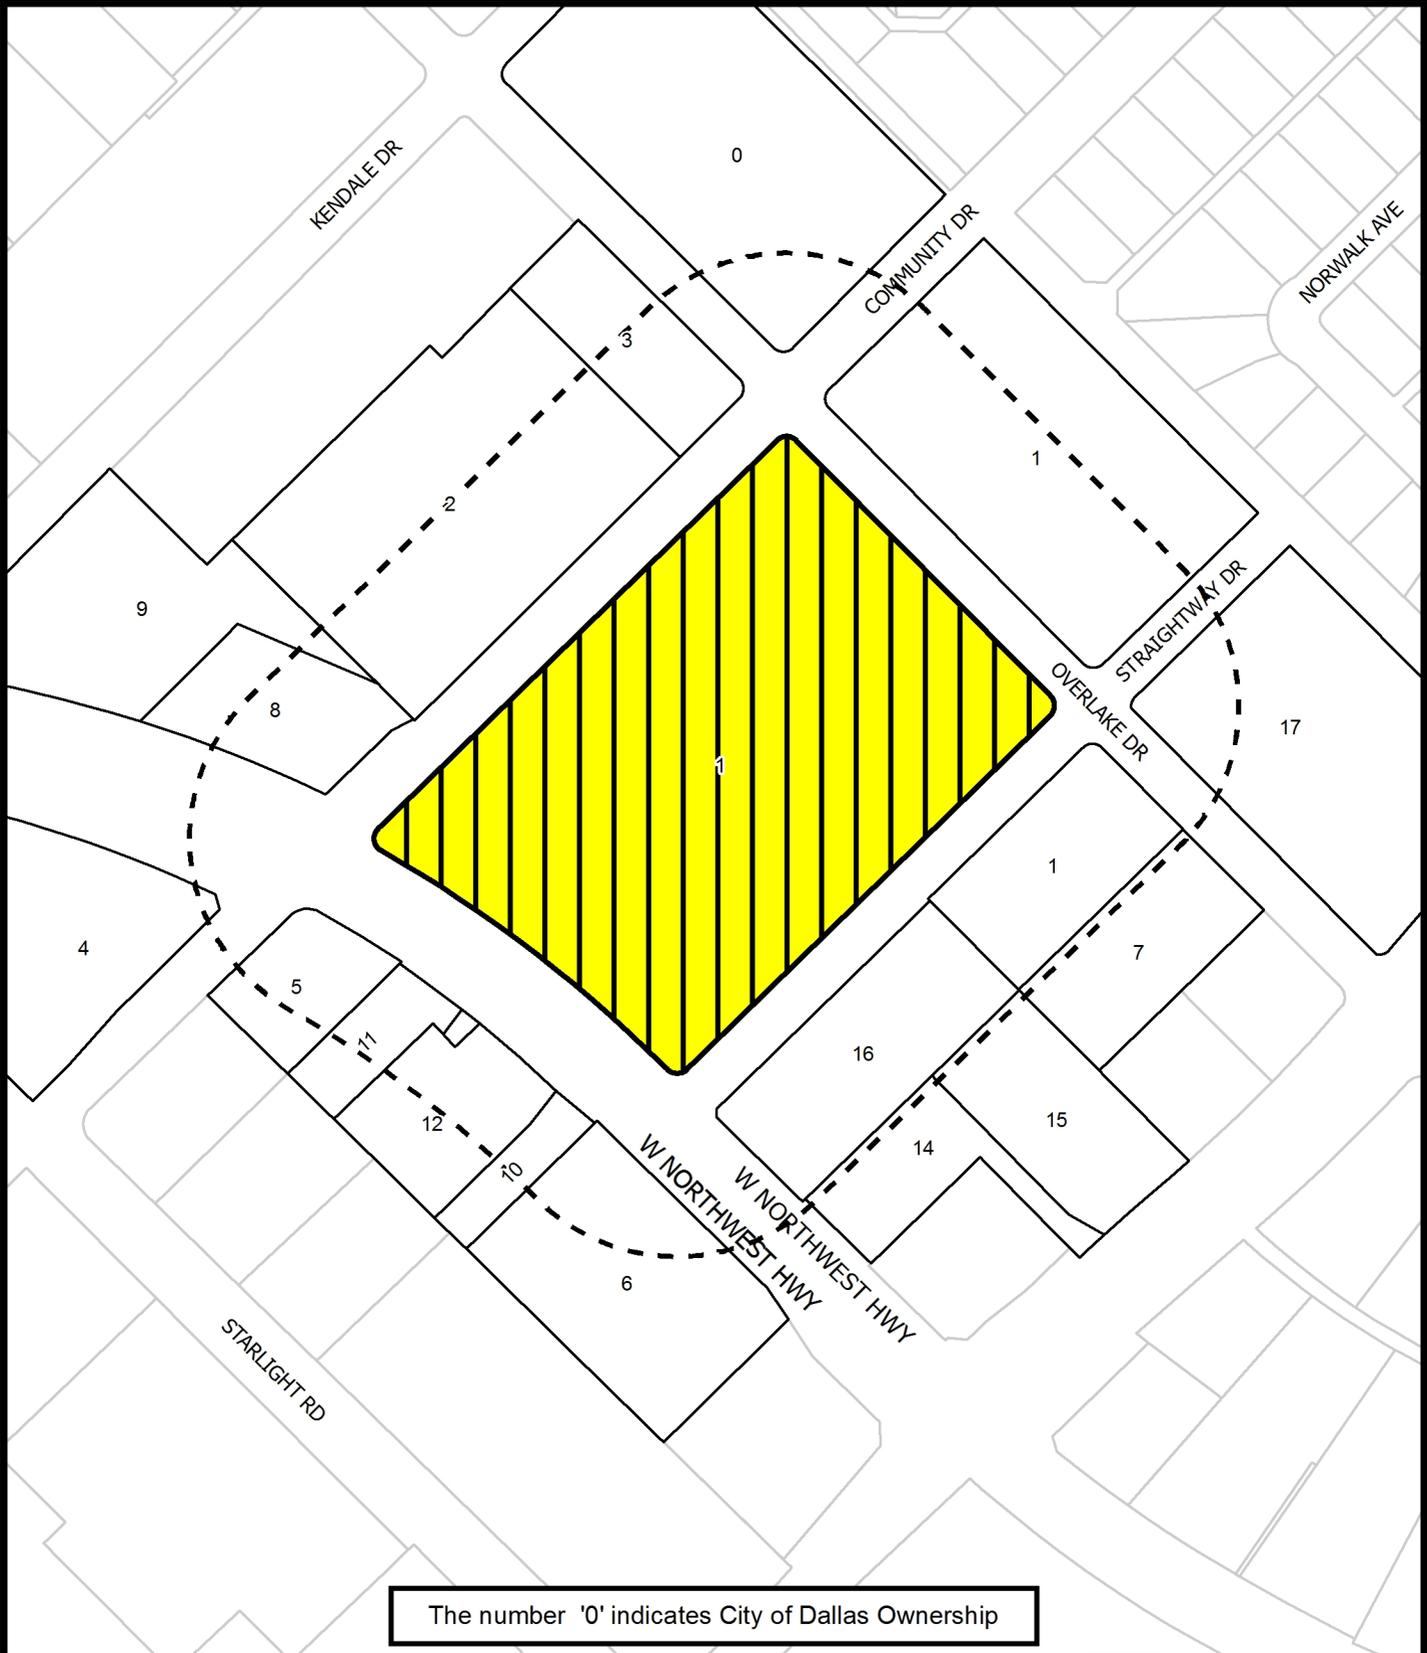 0
KENDALE DR
COMMUNITY DR
NORWALK AVE
3
1
2
STRAIGHTWAY DR
9
OVERLAKE DR
8
17
1
1
4
7
5
11
16
12
15
14
10
W NORTHWEST HWY
W NORTHWEST HWY
6
STARLIGHT RD
The number '0' indicates City of Dallas Ownership